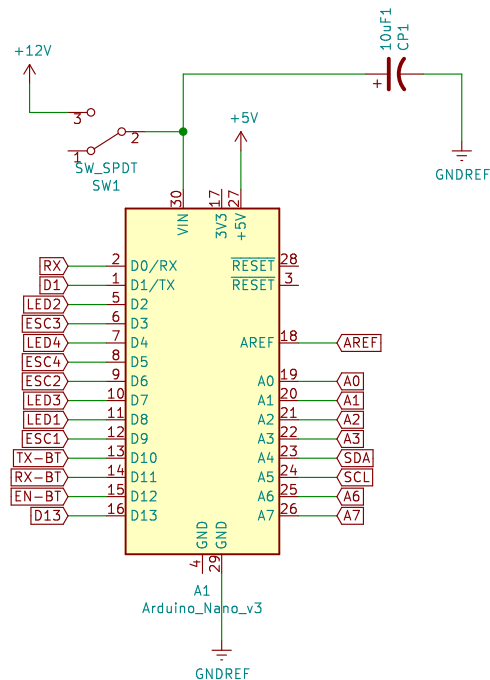 10uF1
CP1
+12V
+5V
3
2
1
+
SW_SPDT
SW1
GNDREF
30
17
27
VIN
3V3
+5V
RX 2 D0/RX RESET 28
D1 1 D1/TX RESET 3
LED2 5 D2
ESC3 6 D3
LED4 7 D4 AREF 18 AREF
ESC4 8 D5
ESC2 9 D6 A0 19 A0
LED3 10 D7 A1 20 A1
LED1 11 D8 A2 21 A2
ESC1 12 D9 A3 22 A3
TX-BT 13 D10 A4 23 SDA
RX-BT 14 D11 A5 24 SCL
EN-BT 15 D12 A6 25 A6
D13 16 D13 A7 26 A7
GND
GND
4
29
A1
Arduino_Nano_v3
GNDREF